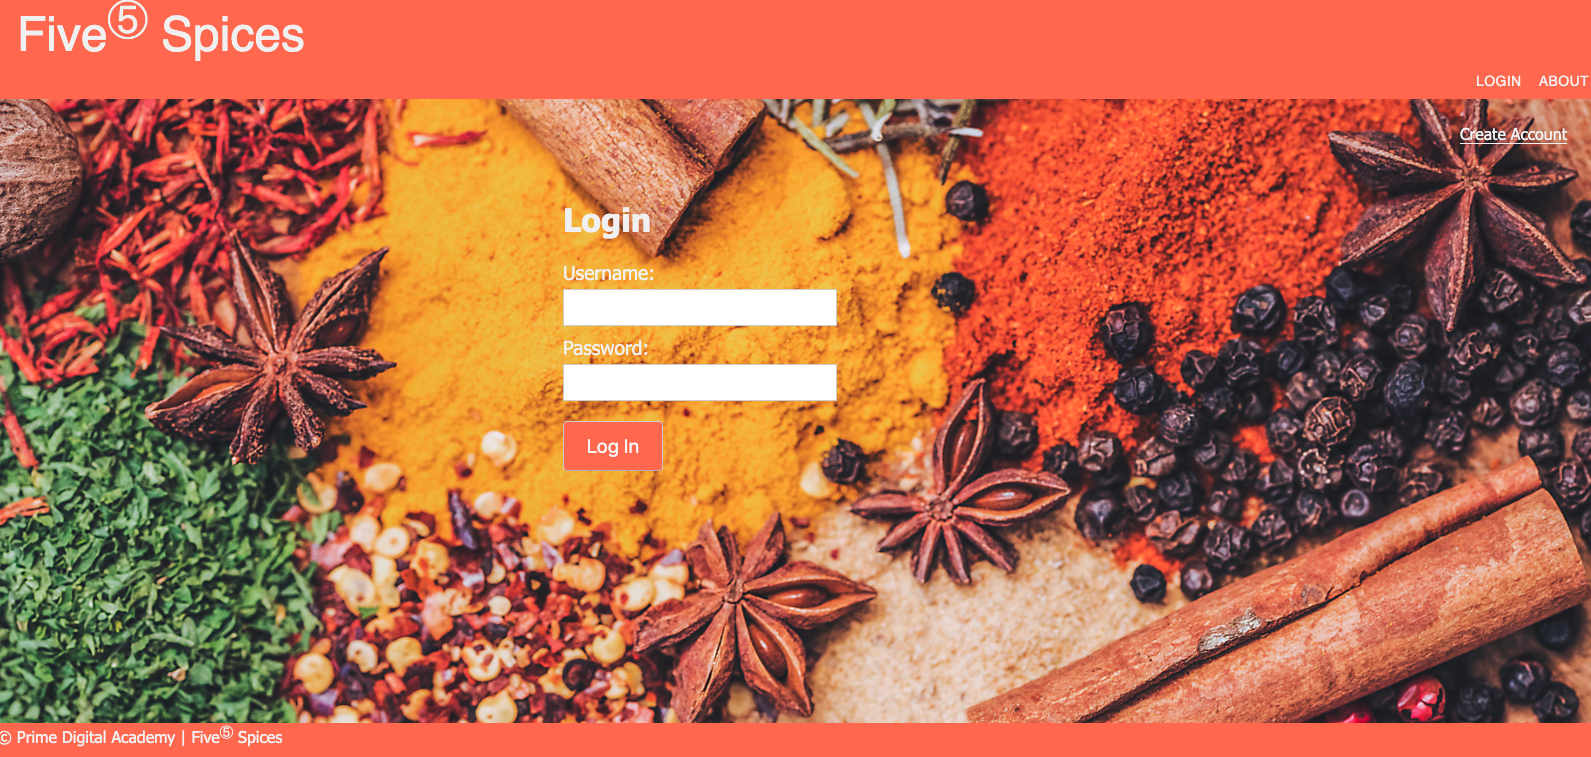 Five⑤ Spices
LOGIN ABOUT
Create Account
Login
Username:
Password:
Log In
© Prime Digital Academy | Five⑤ Spices